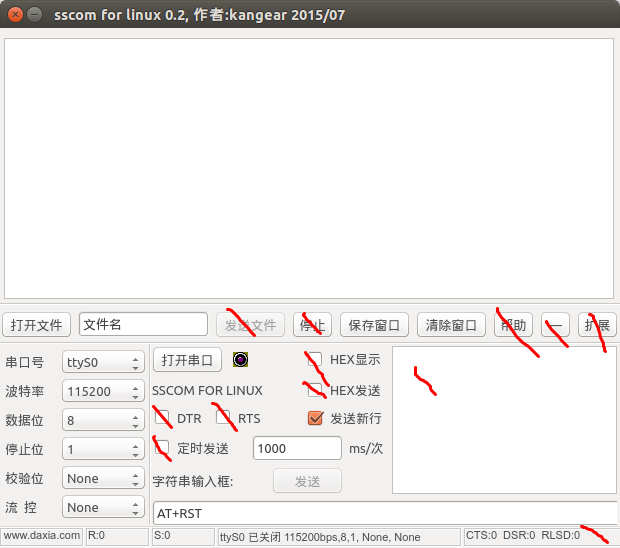 sscom for linux 0.2, 作者:kangear 2015/07
打开文件 文件名 发送文件 停止 保存窗口 清除窗口 帮助 — 扩展
串口号 ttyS0 打开串口 HEX显示
波特率 115200 SSCOM FOR LINUX HEX发送
数据位 8 DTR RTS 发送新行
停止位 1 定时发送 1000 ms/次
校验位 None 字符串输入框: 发送
流 控 None AT+RST
www.daxia.com R:0 S:0 ttyS0 已关闭 115200bps,8,1, None, None CTS:0 DSR:0 RLSD:0